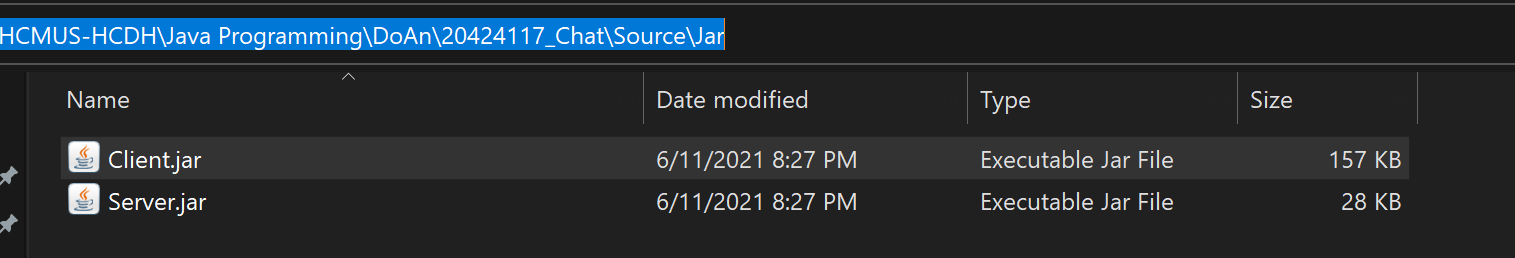 HCMUS-HCDH\Java Programming\DoAn\20424117_Chat\Source\Jar
Name Date modified Type Size
Client.jar 6/11/2021 8:27 PM Executable Jar File 157 KB
Server.jar 6/11/2021 8:27 PM Executable Jar File 28 KB